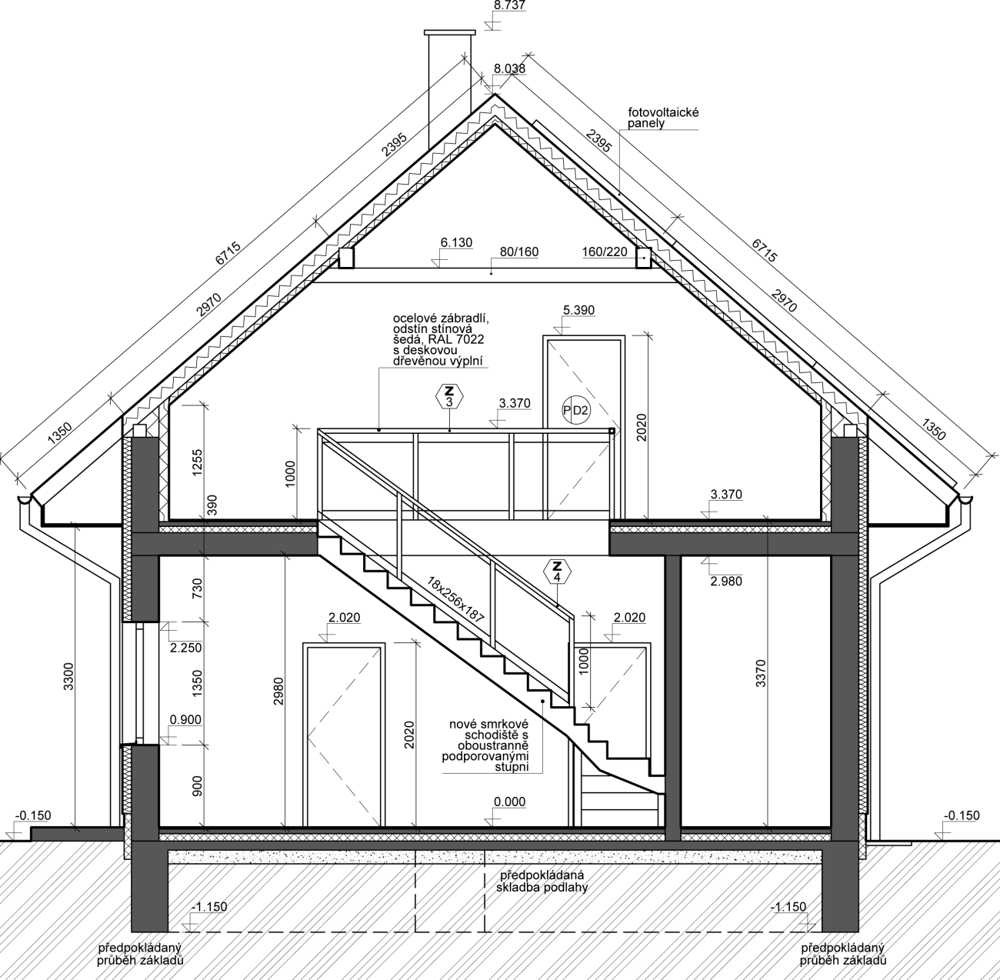 8.737
8.038
fotovoltaické
panely
2395
2395
6715
6715
6.130
80/160
160/220
2970
2970
5.390
ocelové zábradlí,
odstín stínová
šedá, RAL 7022
s deskovou
dřevěnou výplní
Z
3
3.370
P D2
2020
1350
1350
1255
1000
390
3.370
730
Z
4
2.980
18x256x187
2.020
2.020
2.250
3300
1350
2980
1000
3370
0.900
2020
nové smrkové
schodiště s
oboustranně
podporovanými
stupni
900
0.000
-0.150
-0.150
předpokládaná
skladba podlahy
-1.150
-1.150
předpokládaný
průběh základů
předpokládaný
průběh základů